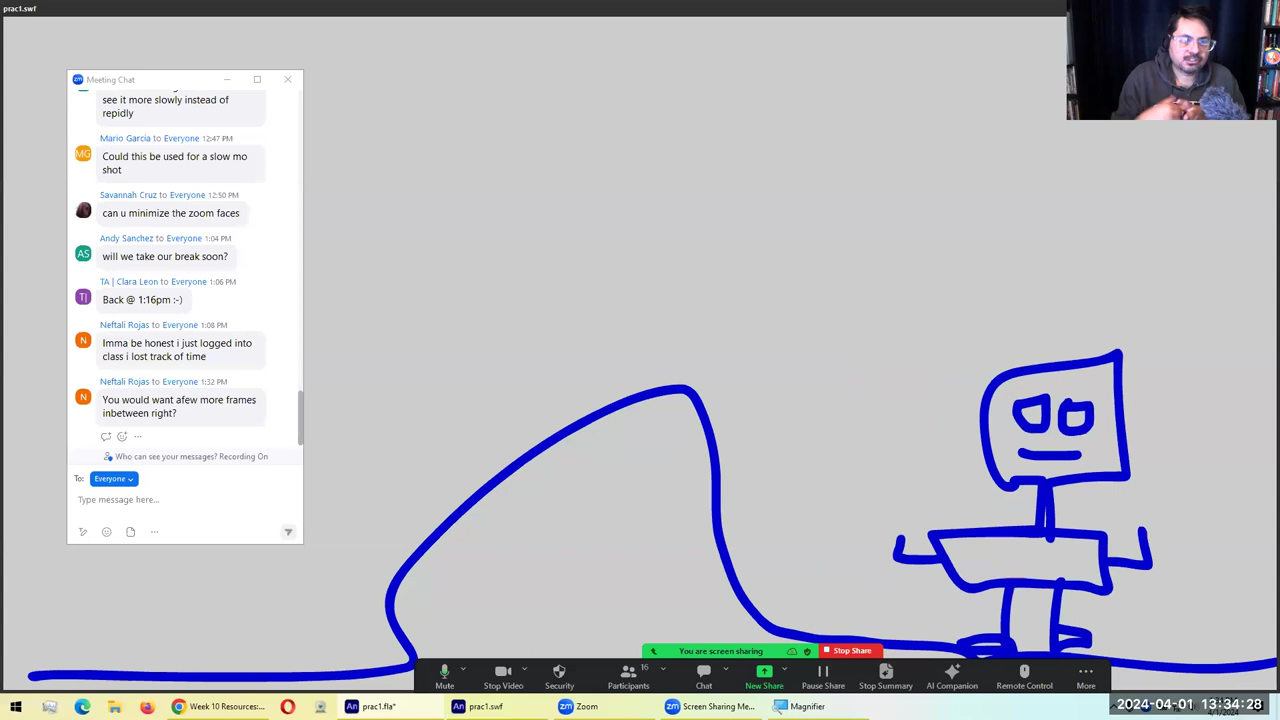 prac1.swf
Meeting Chat
see it more slowly instead of
repidly
Mario Garcia to Everyone 12:47 PM
MG
Could this be used for a slow mo
shot
Savannah Cruz to Everyone 12:50 PM
can u minimize the zoom faces
Andy Sanchez to Everyone 1:04 PM
AS
will we take our break soon?
TA | Clara Leon to Everyone 1:06 PM
T|
Back @ 1:16pm :-)
Neftali Rojas to Everyone 1:08 PM
N
Imma be honest i just logged into
class i lost track of time
Neftali Rojas to Everyone 1:32 PM
N
You would want afew more frames
inbetween right?
Who can see your messages? Recording On
To: Everyone
Type message here...
You are screen sharing
Stop Share
16
Mute
Stop Video
Security
Participants
Chat
New Share
Pause Share
Stop Summary
AI Companion
Remote Control
More
Week 10 Resources:...
An prac1.fla*
An prac1.swf
zm Zoom
zm Screen Sharing Me...
Magnifier
2024-04-01 13:34:28